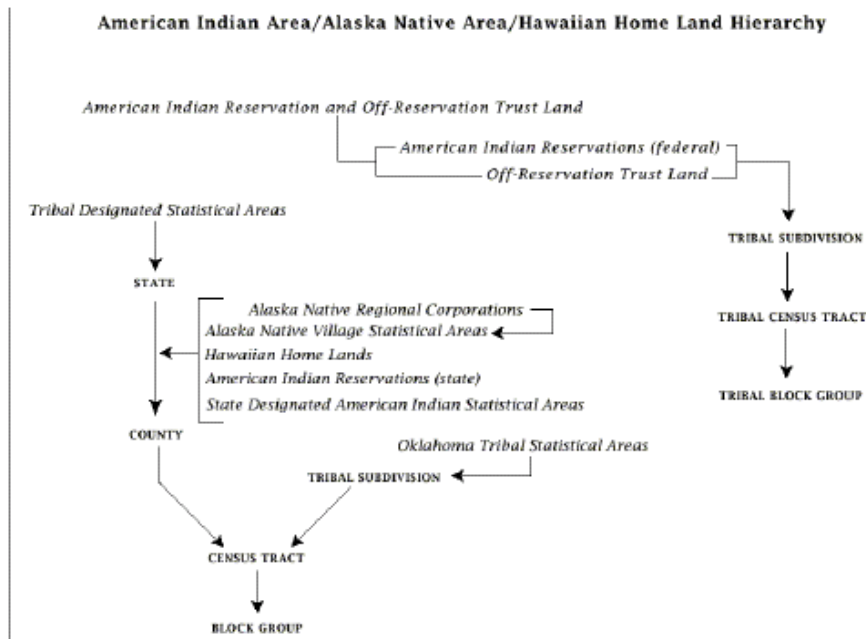 American Indian Area/Alaska Native Area/Hawaiian Home Land Hierarchy
American Indian Reservation and Off-Reservation Trust Land
American Indian Reservations (federal)
Off-Reservation Trust Land
Tribal Designated Statistical Areas
TRIBAL SUBDIVISION
STATE
Alaska Native Regional Corporations
TRIBAL CENSUS TRACT
Alaska Native Village Statistical Areas
Hawaiian Home Lands
American Indian Reservations (state)
TRIBAL BLOCK GROUP
State Designated American Indian Statistical Areas
COUNTY
Oklahoma Tribal Statistical Areas
TRIBAL SUBDIVISION
CENSUS TRACT
BLOCK GROUP